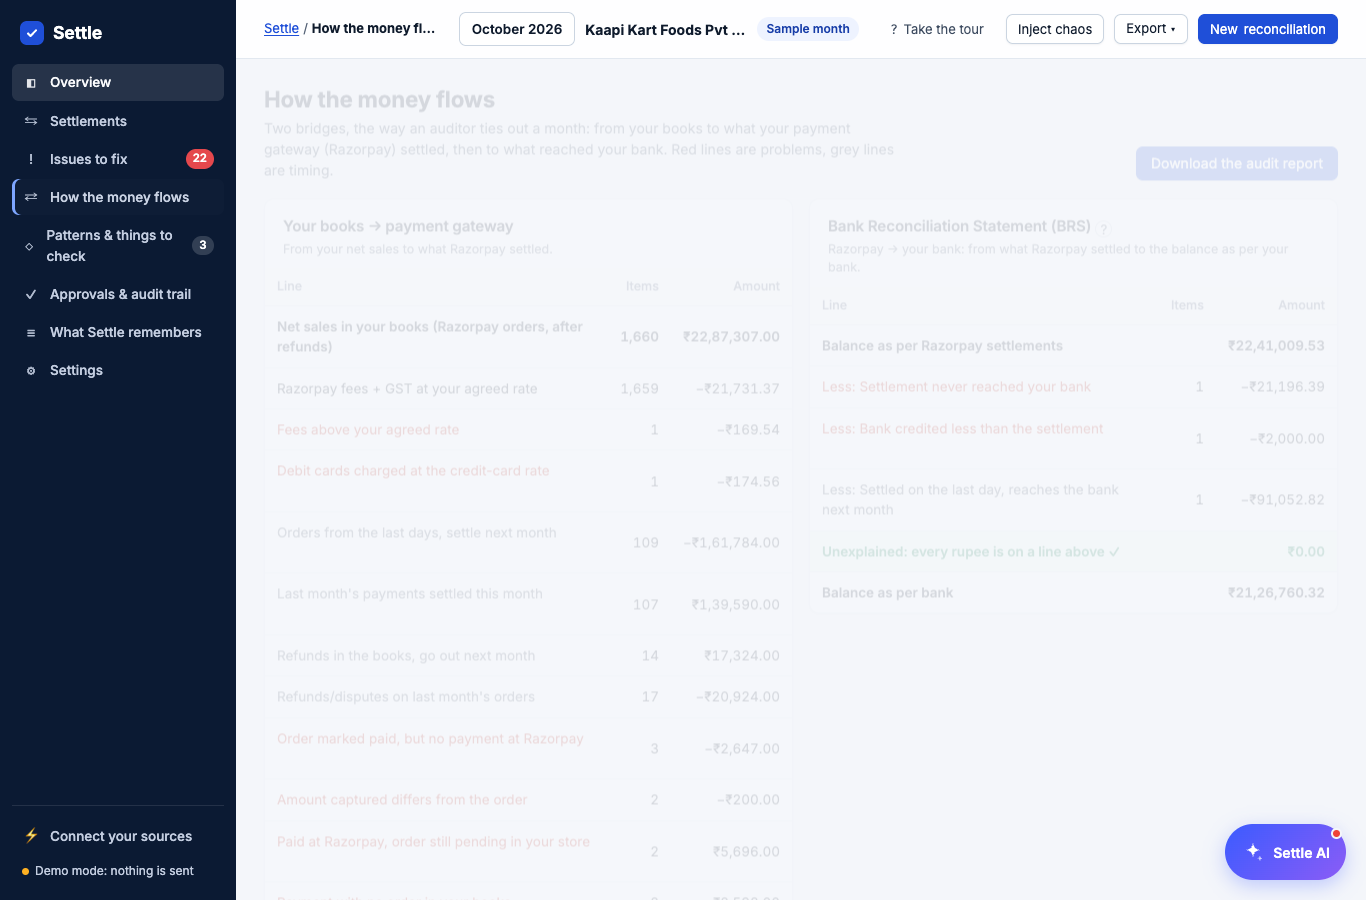 Settle
Overview
Settlements
Issues to fix 22
How the money flows
Patterns & things to check 3
Approvals & audit trail
What Settle remembers
Settings
Connect your sources
Demo mode: nothing is sent
Settle / How the money fl... October 2026 Kaapi Kart Foods Pvt ... Sample month ? Take the tour Inject chaos Export New reconciliation
How the money flows
Two bridges, the way an auditor ties out a month: from your books to what your payment
gateway (Razorpay) settled, then to what reached your bank. Red lines are problems, grey lines
are timing.
Download the audit report
Your books → payment gateway
From your net sales to what Razorpay settled.
Line Items Amount
Net sales in your books (Razorpay orders, after refunds) 1,660 ₹22,87,307.00
Razorpay fees + GST at your agreed rate 1,659 −₹21,731.37
Fees above your agreed rate 1 −₹169.54
Debit cards charged at the credit-card rate 1 −₹174.56
Orders from the last days, settle next month 109 −₹1,61,784.00
Last month's payments settled this month 107 ₹1,39,590.00
Refunds in the books, go out next month 14 ₹17,324.00
Refunds/disputes on last month's orders 17 −₹20,924.00
Order marked paid, but no payment at Razorpay 3 −₹2,647.00
Amount captured differs from the order 2 −₹200.00
Paid at Razorpay, order still pending in your store 2 ₹5,696.00
Bank Reconciliation Statement (BRS) ?
Razorpay → your bank: from what Razorpay settled to the balance as per your
bank.
Line Items Amount
Balance as per Razorpay settlements ₹22,41,009.53
Less: Settlement never reached your bank 1 −₹21,196.39
Less: Bank credited less than the settlement 1 −₹2,000.00
Less: Settled on the last day, reaches the bank next month 1 −₹91,052.82
Unexplained: every rupee is on a line above ✓ ₹0.00
Balance as per bank ₹21,26,760.32
Settle AI